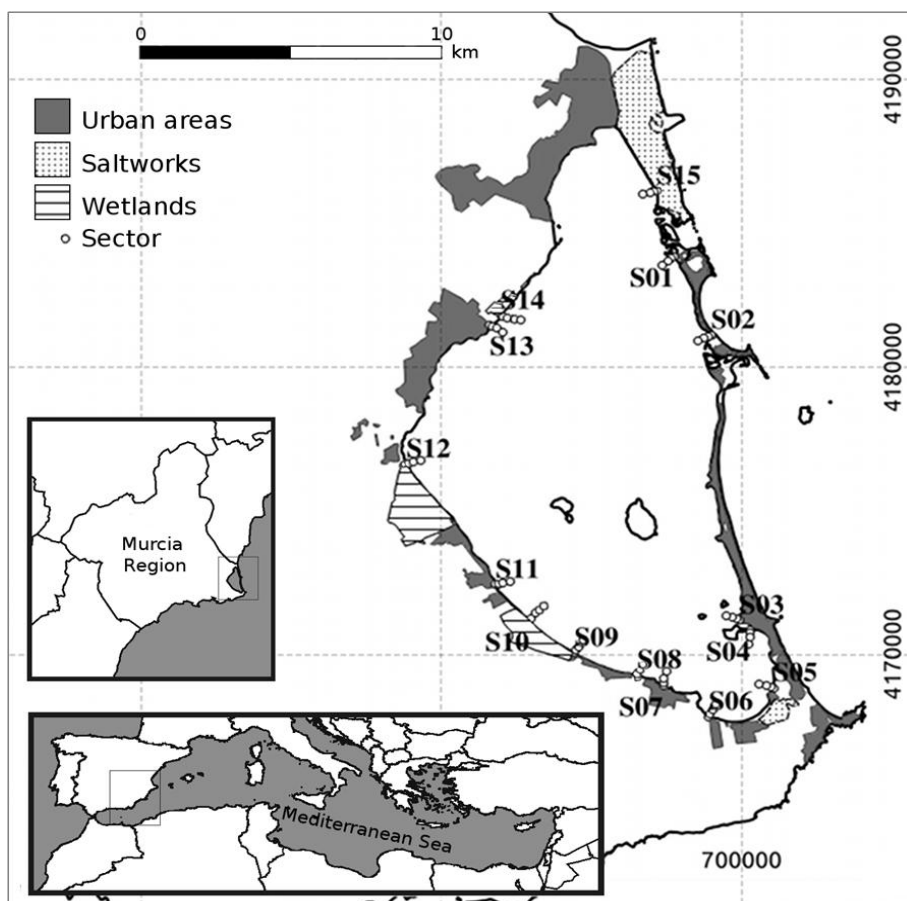 0 10
km
4190000
Urban areas
Saltworks
Wetlands
Sector
S15
S01
S14
S02
S13
4180000
S12
Murcia
Region
S11
S03
S10
S09
S04
4170000
S08
S05
S07
S06
Mediterranean Sea
700000